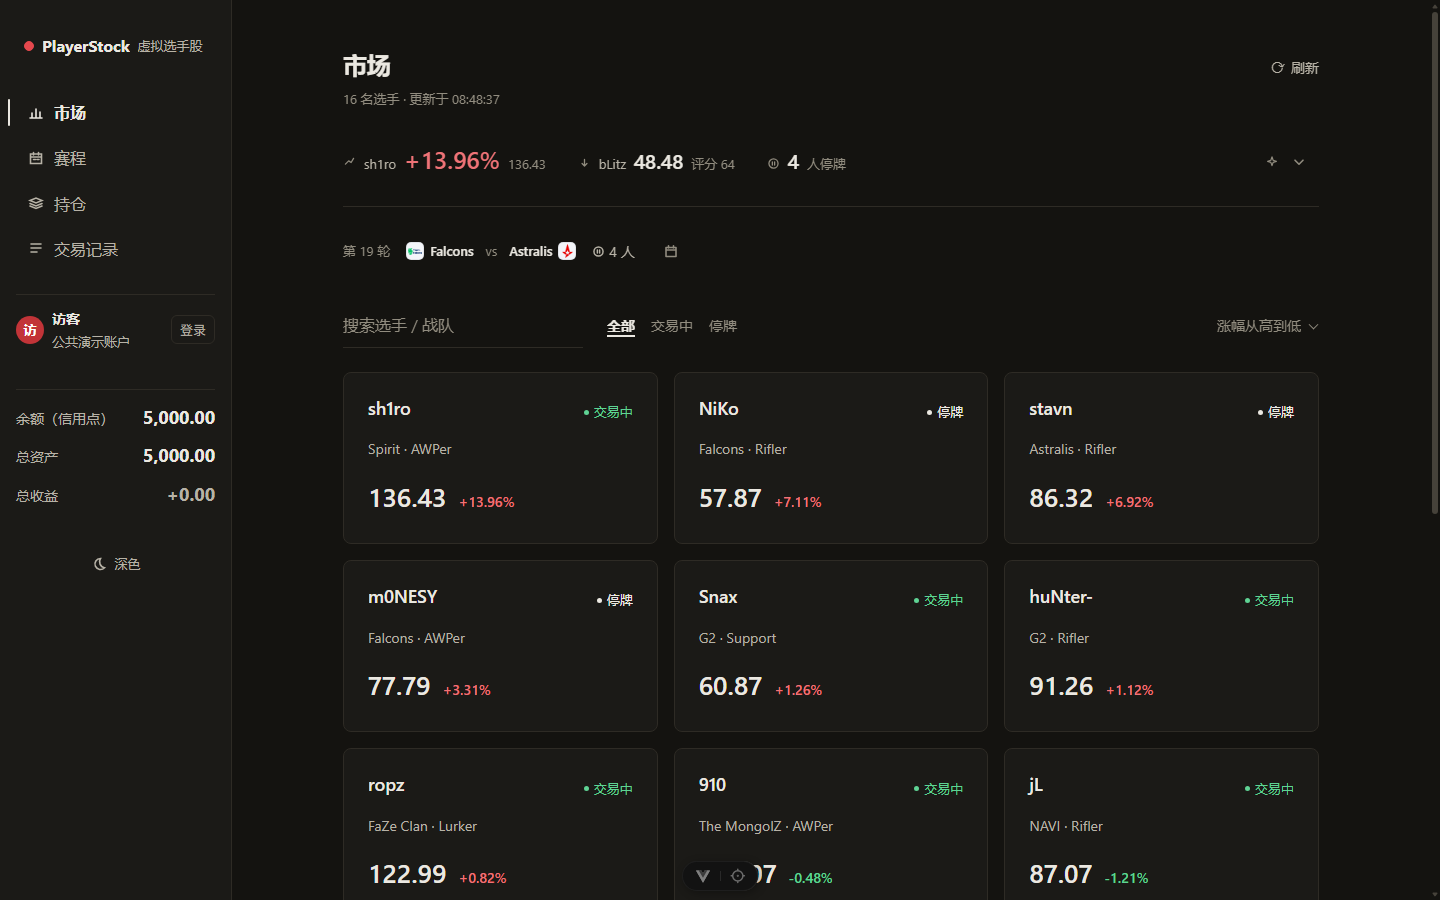 PlayerStock 虚拟选手股
市场
赛程
持仓
交易记录
访
访客
公共演示账户
登录
余额（信用点） 5,000.00
总资产 5,000.00
总收益 +0.00
深色
市场
刷新
16 名选手 · 更新于 08:48:37
sh1ro +13.96% 136.43
bLitz 48.48 评分 64
4 人停牌
第 19 轮 Falcons vs Astralis 4 人
搜索选手 / 战队
全部 交易中 停牌
涨幅从高到低
sh1ro 交易中
Spirit · AWPer
136.43 +13.96%
NiKo 停牌
Falcons · Rifler
57.87 +7.11%
stavn 停牌
Astralis · Rifler
86.32 +6.92%
m0NESY 停牌
Falcons · AWPer
77.79 +3.31%
Snax 交易中
G2 · Support
60.87 +1.26%
huNter- 交易中
G2 · Rifler
91.26 +1.12%
ropz 交易中
FaZe Clan · Lurker
122.99 +0.82%
910 交易中
The MongolZ · AWPer
-0.48%
jL 交易中
NAVI · Rifler
87.07 -1.21%